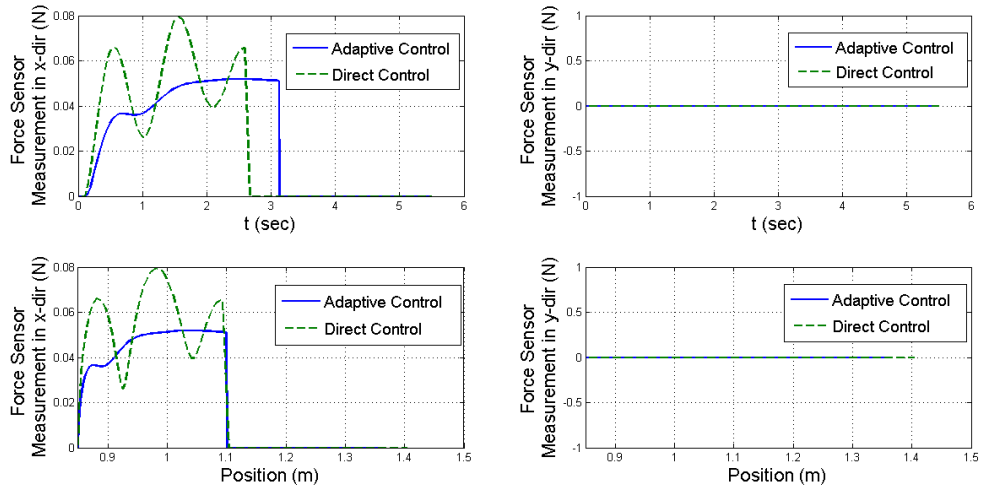 Force Sensor
Measurement in x-dir (N)
0.08
0.06
0.04
0.02
0
Adaptive Control
Direct Control
0 1 2 3 4 5 6
t (sec)
Force Sensor
Measurement in y-dir (N)
1
0.5
0
-0.5
-1
Adaptive Control
Direct Control
0 1 2 3 4 5 6
t (sec)
Force Sensor
Measurement in x-dir (N)
0.08
0.06
0.04
0.02
0
Adaptive Control
Direct Control
0.9 1 1.1 1.2 1.3 1.4 1.5
Position (m)
Force Sensor
Measurement in y-dir (N)
1
0.5
0
-0.5
-1
Adaptive Control
Direct Control
0.9 1 1.1 1.2 1.3 1.4 1.5
Position (m)